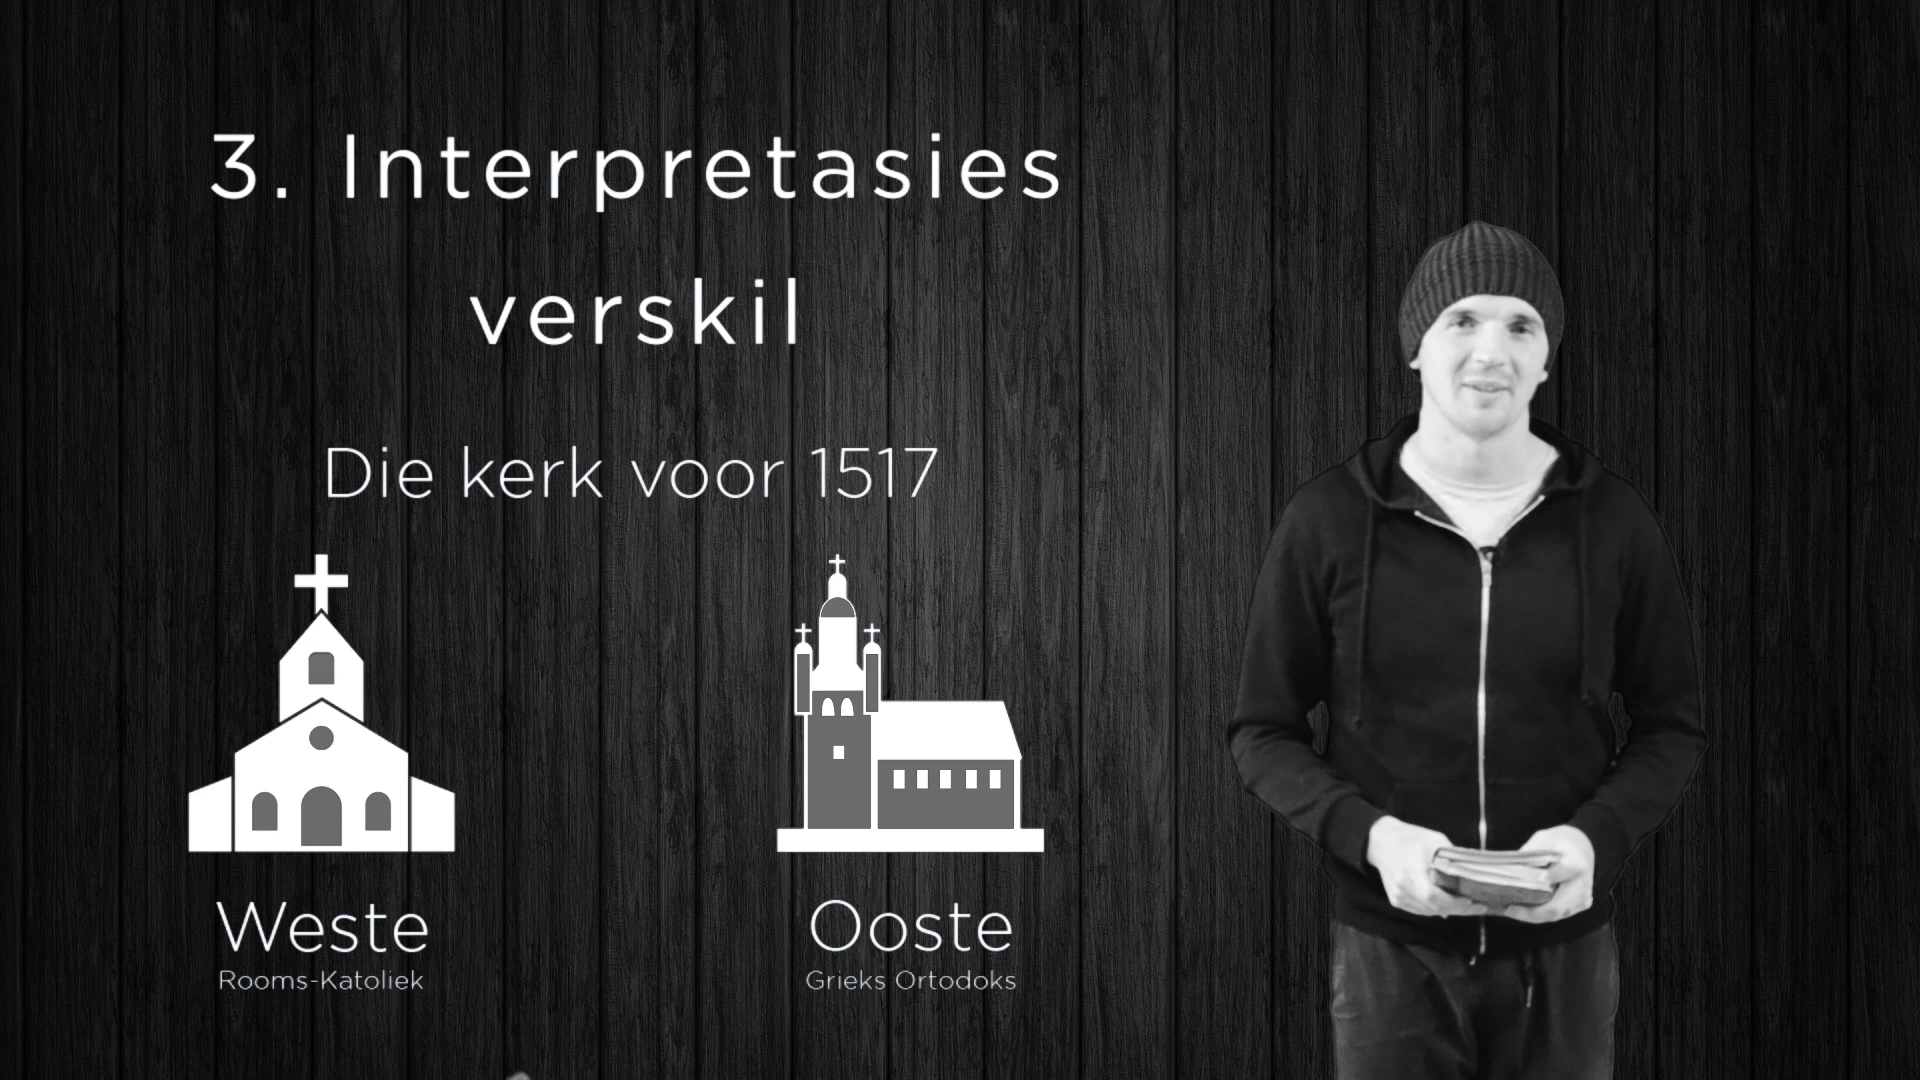 3. Interpretasies
verskil
Die kerk voor 1517
Weste
Rooms-Katoliek
Ooste
Grieks Ortodoks